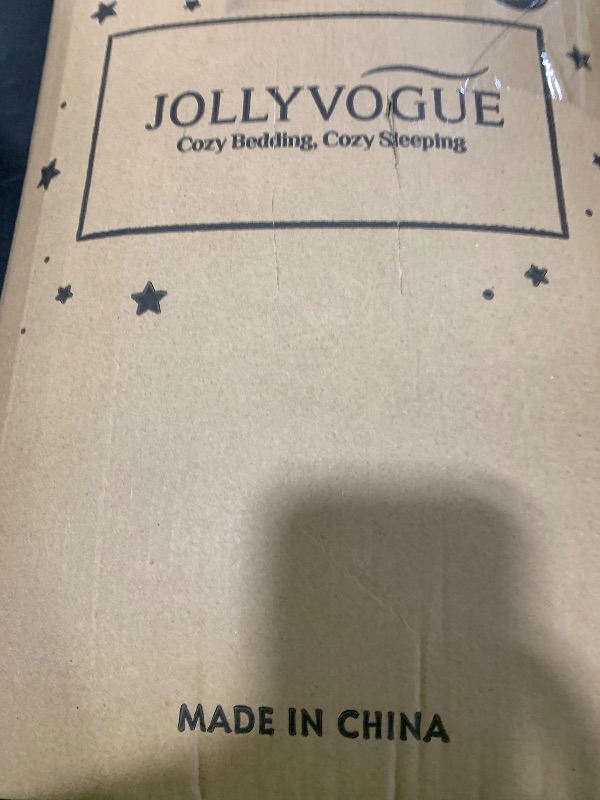 JOLLYVOGUE
Cozy Bedding, Cozy Sleeping
MADE IN CHINA